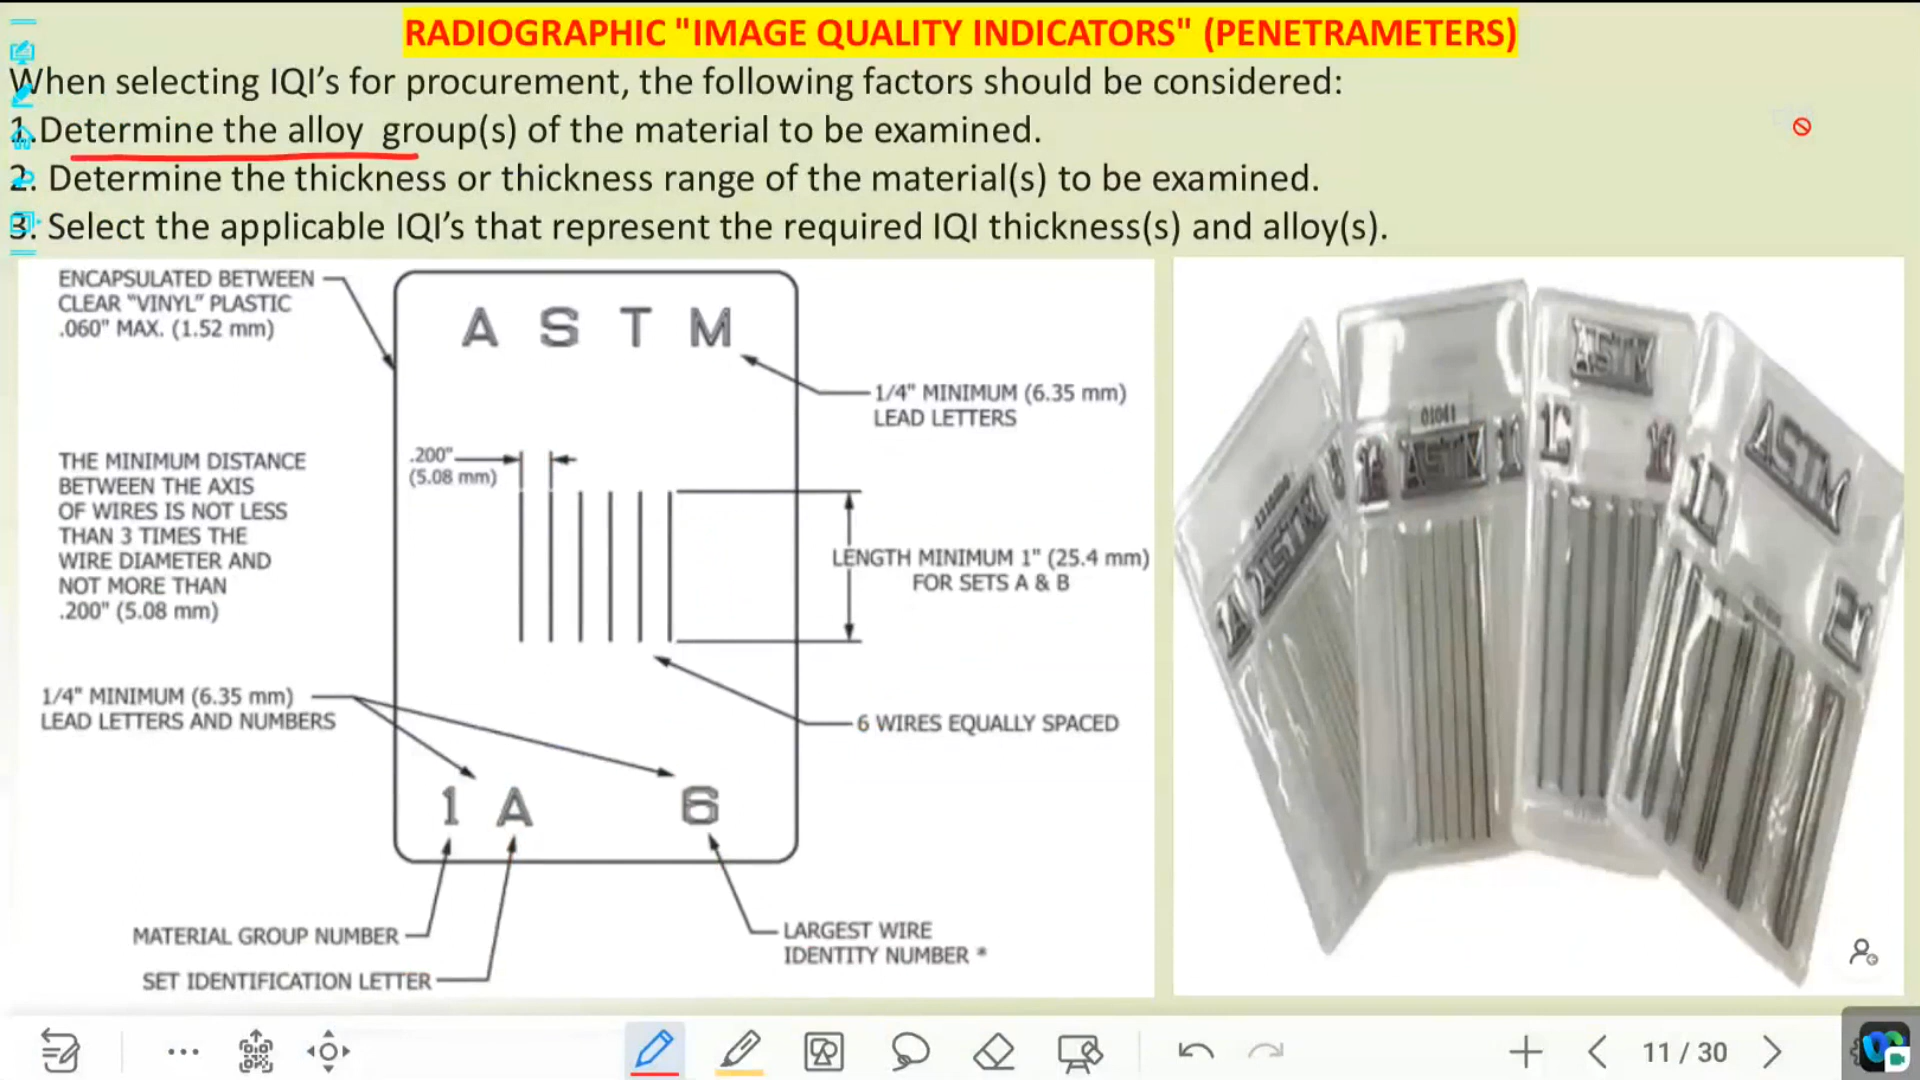 RADIOGRAPHIC "IMAGE QUALITY INDICATORS" (PENETRAMETERS)
When selecting IQI's for procurement, the following factors should be considered:
1.Determine the alloy group(s) of the material to be examined.
2. Determine the thickness or thickness range of the material(s) to be examined.
3. Select the applicable IQI's that represent the required IQI thickness(s) and alloy(s).
ENCAPSULATED BETWEEN
CLEAR "VINYL" PLASTIC
.060" MAX. (1.52 mm)
A S T M
1/4" MINIMUM (6.35 mm)
LEAD LETTERS
.200"
(5.08 mm)
THE MINIMUM DISTANCE
BETWEEN THE AXIS
OF WIRES IS NOT LESS
THAN 3 TIMES THE
WIRE DIAMETER AND
NOT MORE THAN
.200" (5.08 mm)
LENGTH MINIMUM 1" (25.4 mm)
FOR SETS A & B
1/4" MINIMUM (6.35 mm)
LEAD LETTERS AND NUMBERS
6 WIRES EQUALLY SPACED
1 A 6
MATERIAL GROUP NUMBER
SET IDENTIFICATION LETTER
LARGEST WIRE
IDENTITY NUMBER *
ASTM
1A
01041
ASTM
ASTM
ASTM
1D
11 / 30